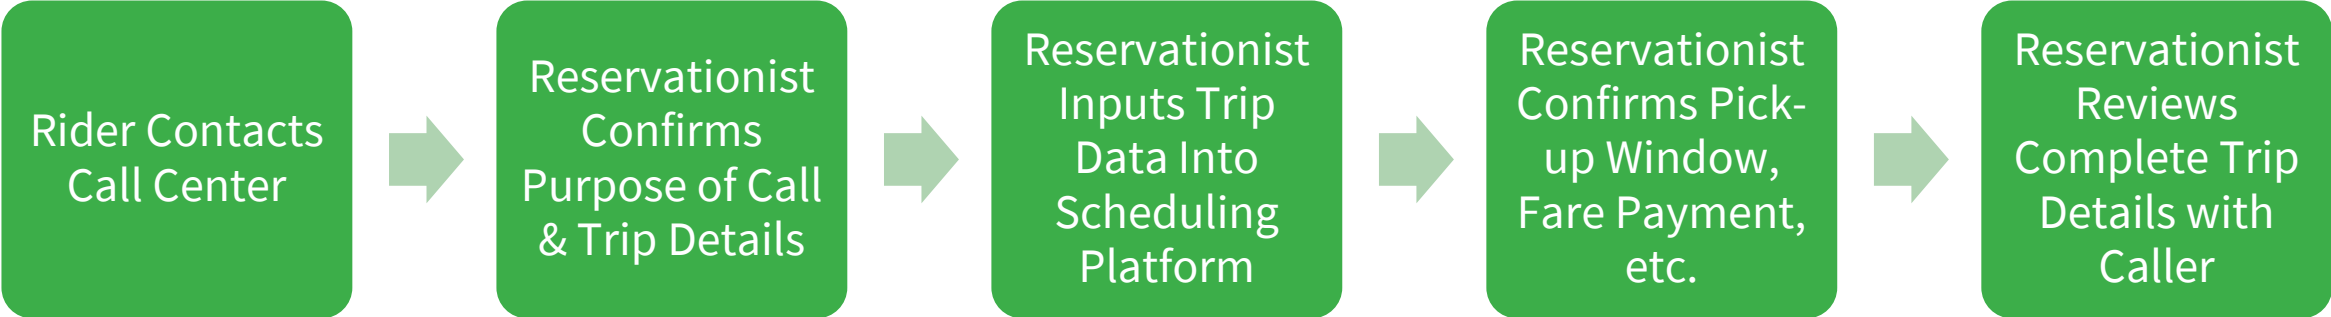 Rider Contacts
Call Center
Reservationist
Confirms
Purpose of Call
& Trip Details
Reservationist
Inputs Trip
Data Into
Scheduling
Platform
Reservationist
Confirms Pick-
up Window,
Fare Payment,
etc.
Reservationist
Reviews
Complete Trip
Details with
Caller